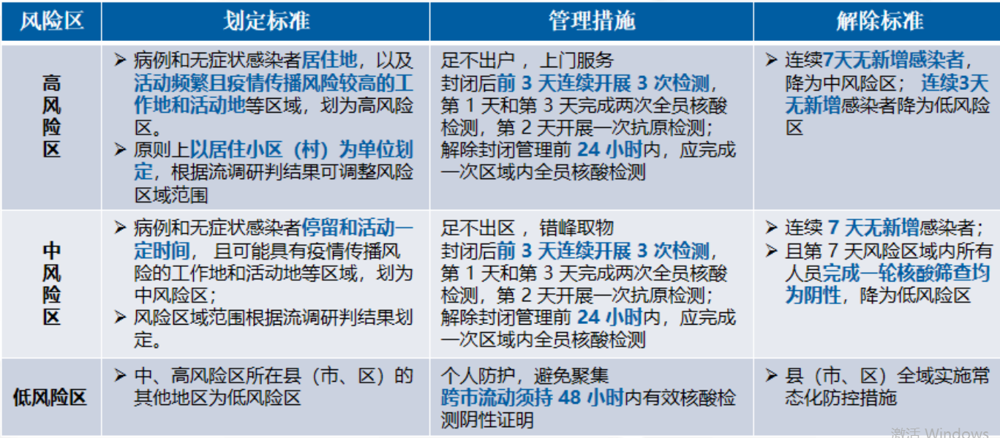 风险区 划定标准 管理措施 解除标准
高
风
险
区
➢ 病例和无症状感染者居住地，以及
活动频繁且疫情传播风险较高的工
作地和活动地等区域，划为高风险
区。
➢ 原则上以居住小区（村）为单位划
定，根据流调研判结果可调整风险
区域范围
足不出户，上门服务
封闭后前 3 天连续开展 3 次检测，
第 1 天和第 3 天完成两次全员核酸
检测，第 2 天开展一次抗原检测；
解除封闭管理前 24 小时内，应完成
一次区域内全员核酸检测
➢ 连续7天无新增感染者，
降为中风险区； 连续3天
无新增感染者降为低风险
区
中
风
险
区
➢ 病例和无症状感染者停留和活动一
定时间， 且可能具有疫情传播风
险的工作地和活动地等区域，划为
中风险区；
➢ 风险区域范围根据流调研判结果划
定。
足不出区，错峰取物
封闭后前 3 天连续开展 3 次检测，
第 1 天和第 3 天完成两次全员核酸
检测，第 2 天开展一次抗原检测；
解除封闭管理前 24 小时内，应完成
一次区域内全员核酸检测
➢ 连续 7 天无新增感染者；
➢ 且第 7 天风险区域内所有
人员完成一轮核酸筛查均
为阴性，降为低风险区
低风险区
➢ 中、高风险区所在县（市、区）的
其他地区为低风险区
个人防护，避免聚集
跨市流动须持 48 小时内有效核酸检
测阴性证明
➢ 县（市、区）全域实施常
态化防控措施
激活 Windows